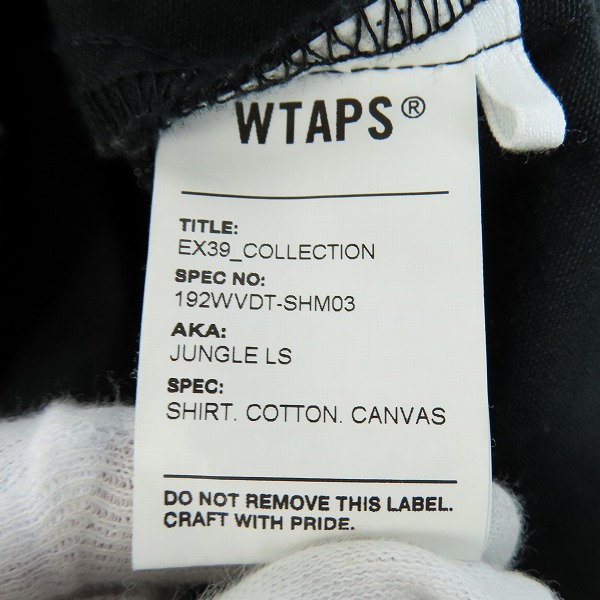 WTAPS®
TITLE:
EX39_COLLECTION
SPEC NO:
192WVDT-SHM03
AKA:
JUNGLE LS
SPEC:
SHIRT. COTTON. CANVAS
DO NOT REMOVE THIS LABEL.
CRAFT WITH PRIDE.